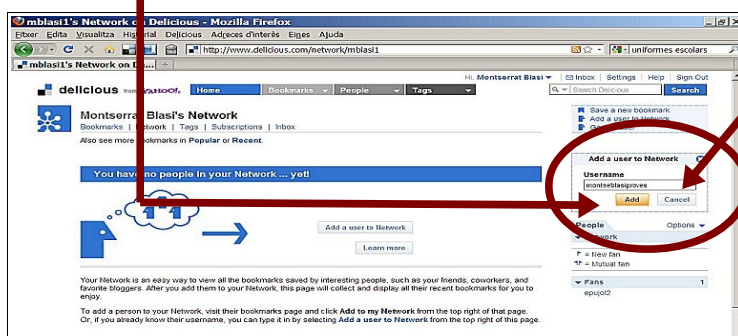 mblasi1's Network on Delicious - Mozilla Firefox
Fitxer Edita Visualitza Historial Delicious Adreces d'interès Eines Ajuda
http://www.delicious.com/network/mblasi1
uniformes escolars
mblasi1's Network on De...
Hi, Montserrat Blasi Inbox Settings Help Sign Out
delicious Home Bookmarks People Tags Search Delicious Search
Montserrat Blasi's Network
Bookmarks | Network | Tags | Subscriptions | Inbox
Also see more bookmarks in Popular or Recent.
Save a new bookmark
Add a user to Network
You have no people in your Network ... yet!
Add a user to Network
Learn more
Add a user to Network
Username
montseblasiproves
Add Cancel
People Options
Network
= New fan
= Mutual fan
Fans 1
epujol2
Your Network is an easy way to view all the bookmarks saved by interesting people, such as your friends, coworkers, and
favorite bloggers. After you add them to your Network, this page will collect and display all their recent bookmarks for you to
enjoy.
To add a person to your Network, visit their bookmarks page and click Add to my Network from the top right of that page.
Or, if you already know their username, you can type it in by selecting Add a user to Network from the top right of this page.